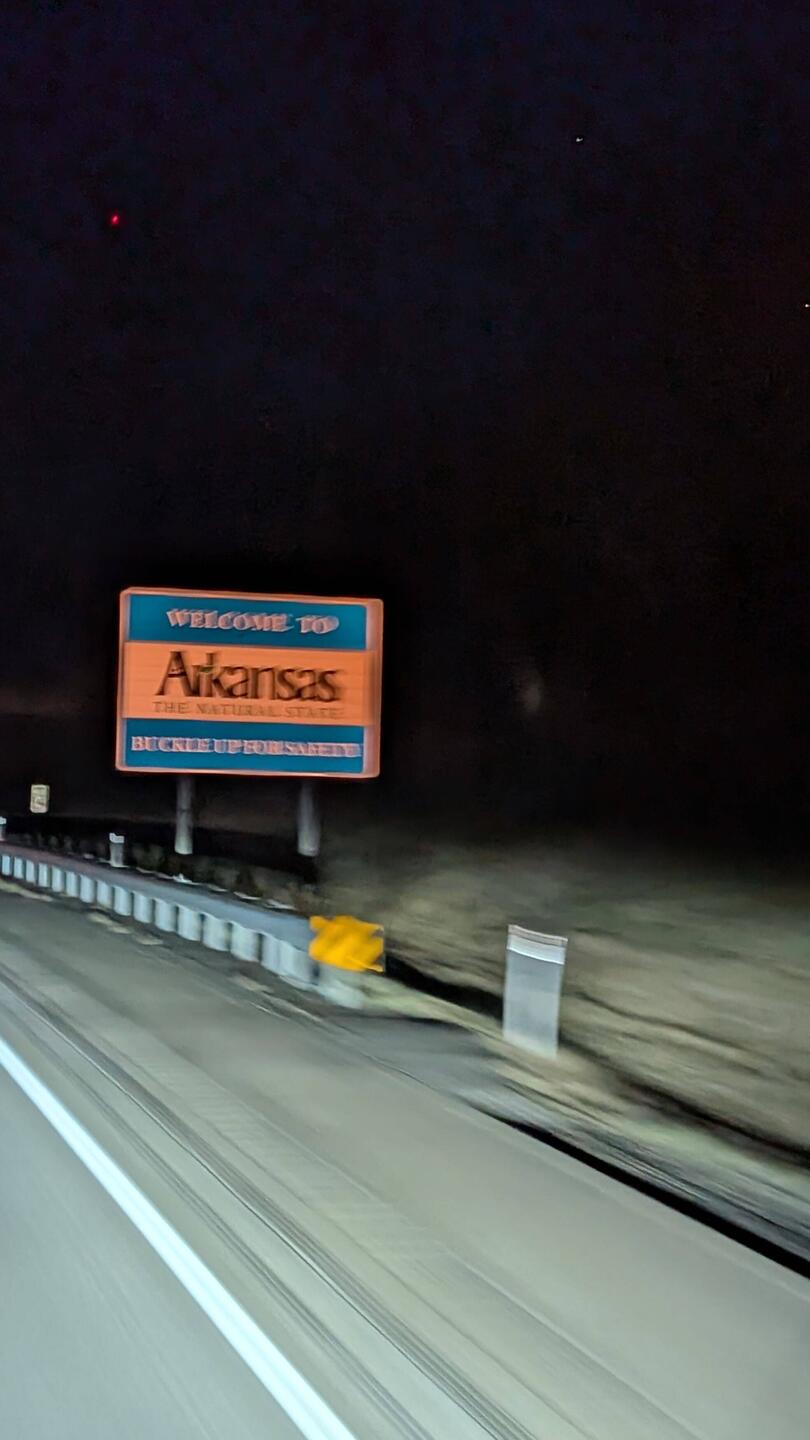 WELCOME TO
Arkansas
THE NATURAL STATE
BUCKLE UP FOR SAFETY